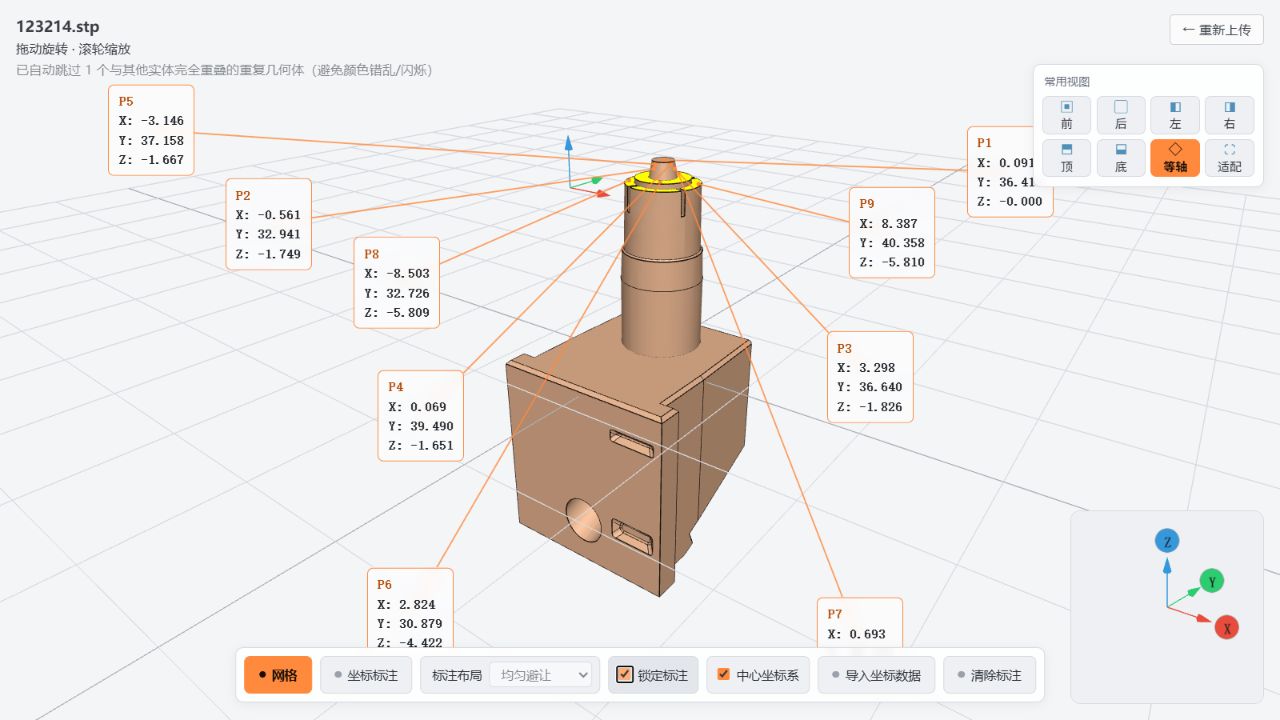 123214.stp
拖动旋转 · 滚轮缩放
已自动跳过 1 个与其他实体完全重叠的重复几何体（避免颜色错乱/闪烁）
← 重新上传
常用视图
前
后
左
右
顶
底
等轴
适配
P5
X: -3.146
Y: 37.158
Z: -1.667
P1
X: 0.091
Y: 36.41
Z: -0.000
P2
X: -0.561
Y: 32.941
Z: -1.749
P9
X: 8.387
Y: 40.358
Z: -5.810
P8
X: -8.503
Y: 32.726
Z: -5.809
P3
X: 3.298
Y: 36.640
Z: -1.826
P4
X: 0.069
Y: 39.490
Z: -1.651
P6
X: 2.824
Y: 30.879
Z: -4.422
P7
X: 0.693
Z
Y
X
网格
坐标标注
标注布局 均匀避让
锁定标注
中心坐标系
导入坐标数据
清除标注